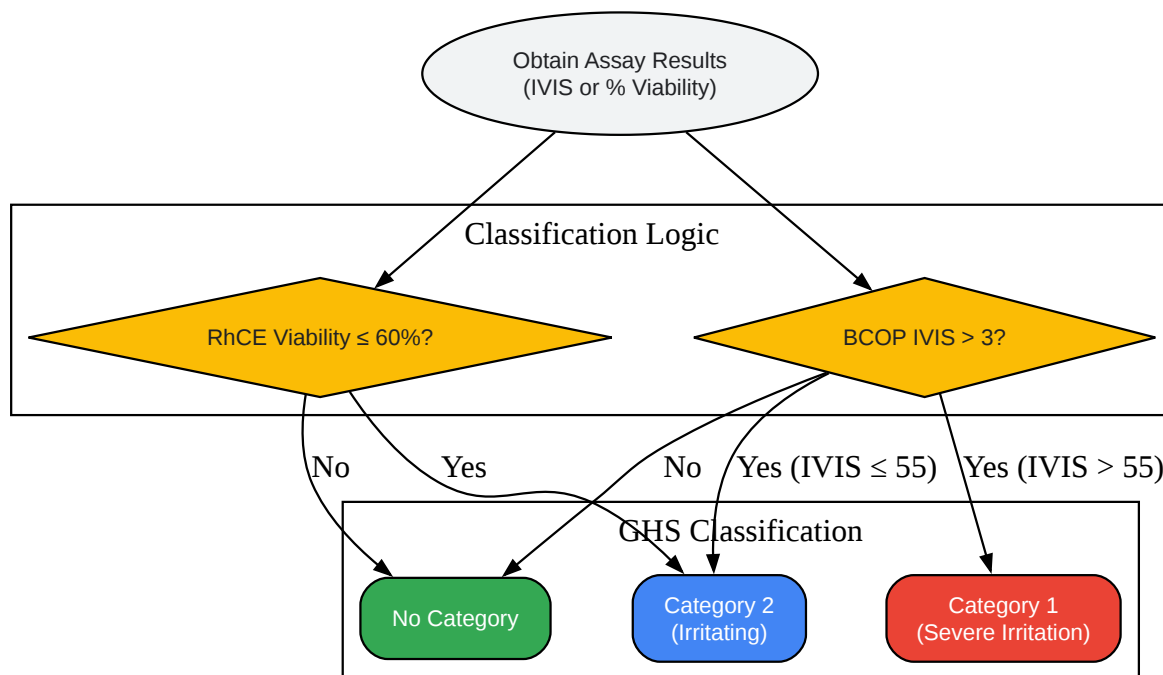 Obtain Assay Results
(IVIS or % Viability)
Classification Logic
RhCE Viability ≤ 60%?
BCOP IVIS > 3?
No
Yes
No
Yes (IVIS ≤ 55)
Yes (IVIS > 55)
GHS Classification
No Category
Category 2
(Irritating)
Category 1
(Severe Irritation)